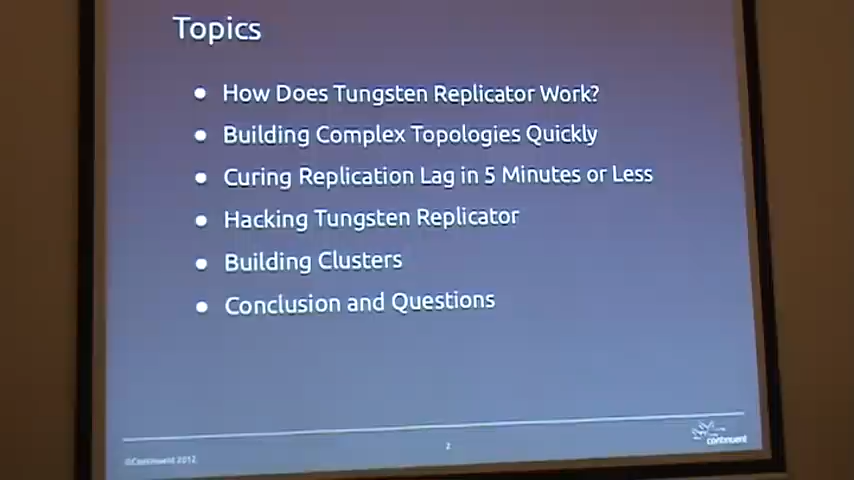 Topics
How Does Tungsten Replicator Work?
Building Complex Topologies Quickly
Curing Replication Lag in 5 Minutes or Less
Hacking Tungsten Replicator
Building Clusters
Conclusion and Questions
©Continuent 2012
2
continuent